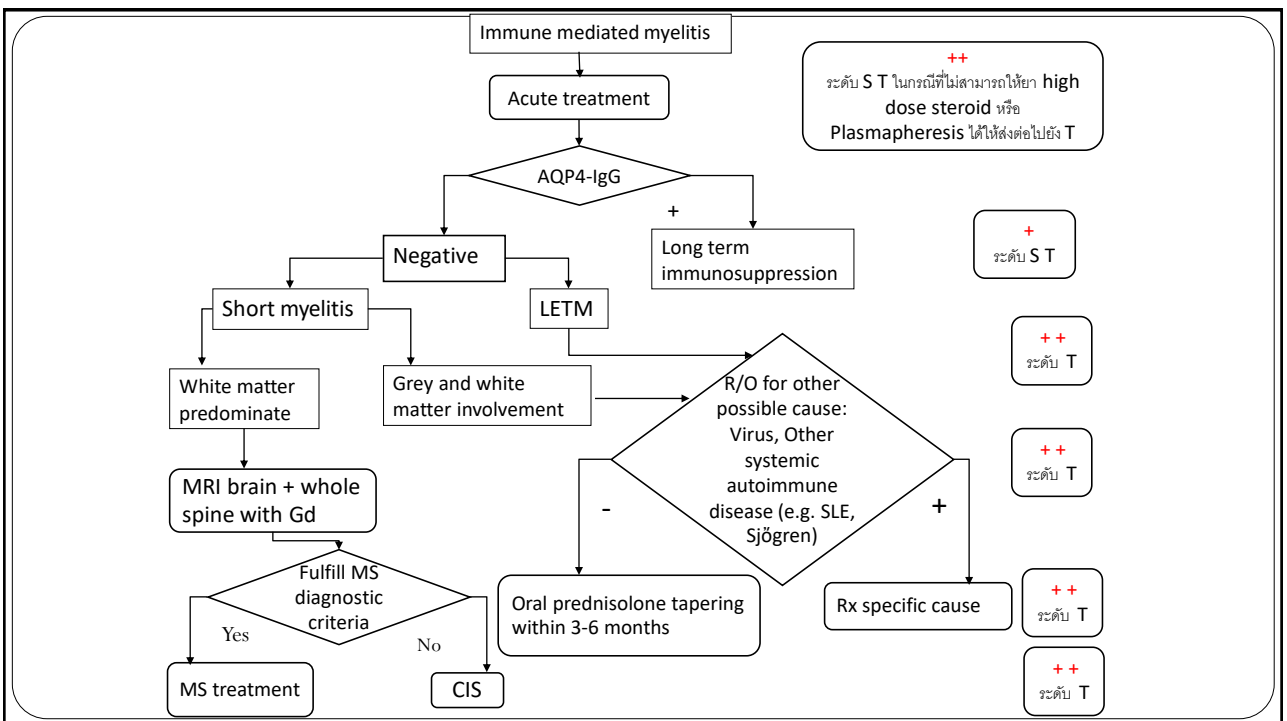 Immune mediated myelitis
Acute treatment
++
ระดับ S T ในกรณีที่ไม่สามารถให้ยา high
dose steroid หรือ
Plasmapheresis ได้ให้ส่งต่อไปยัง T
AQP4-IgG
+
Negative
Long term
immunosuppression
+
ระดับ S T
Short myelitis
LETM
+ +
ระดับ T
White matter
predominate
Grey and white
matter involvement
R/O for other
possible cause:
Virus, Other
systemic
autoimmune
disease (e.g. SLE,
Sjőgren)
-
+
+ +
ระดับ T
MRI brain + whole
spine with Gd
Fulfill MS
diagnostic
criteria
Yes
No
Oral prednisolone tapering
within 3-6 months
Rx specific cause
+ +
ระดับ T
MS treatment
CIS
+ +
ระดับ T